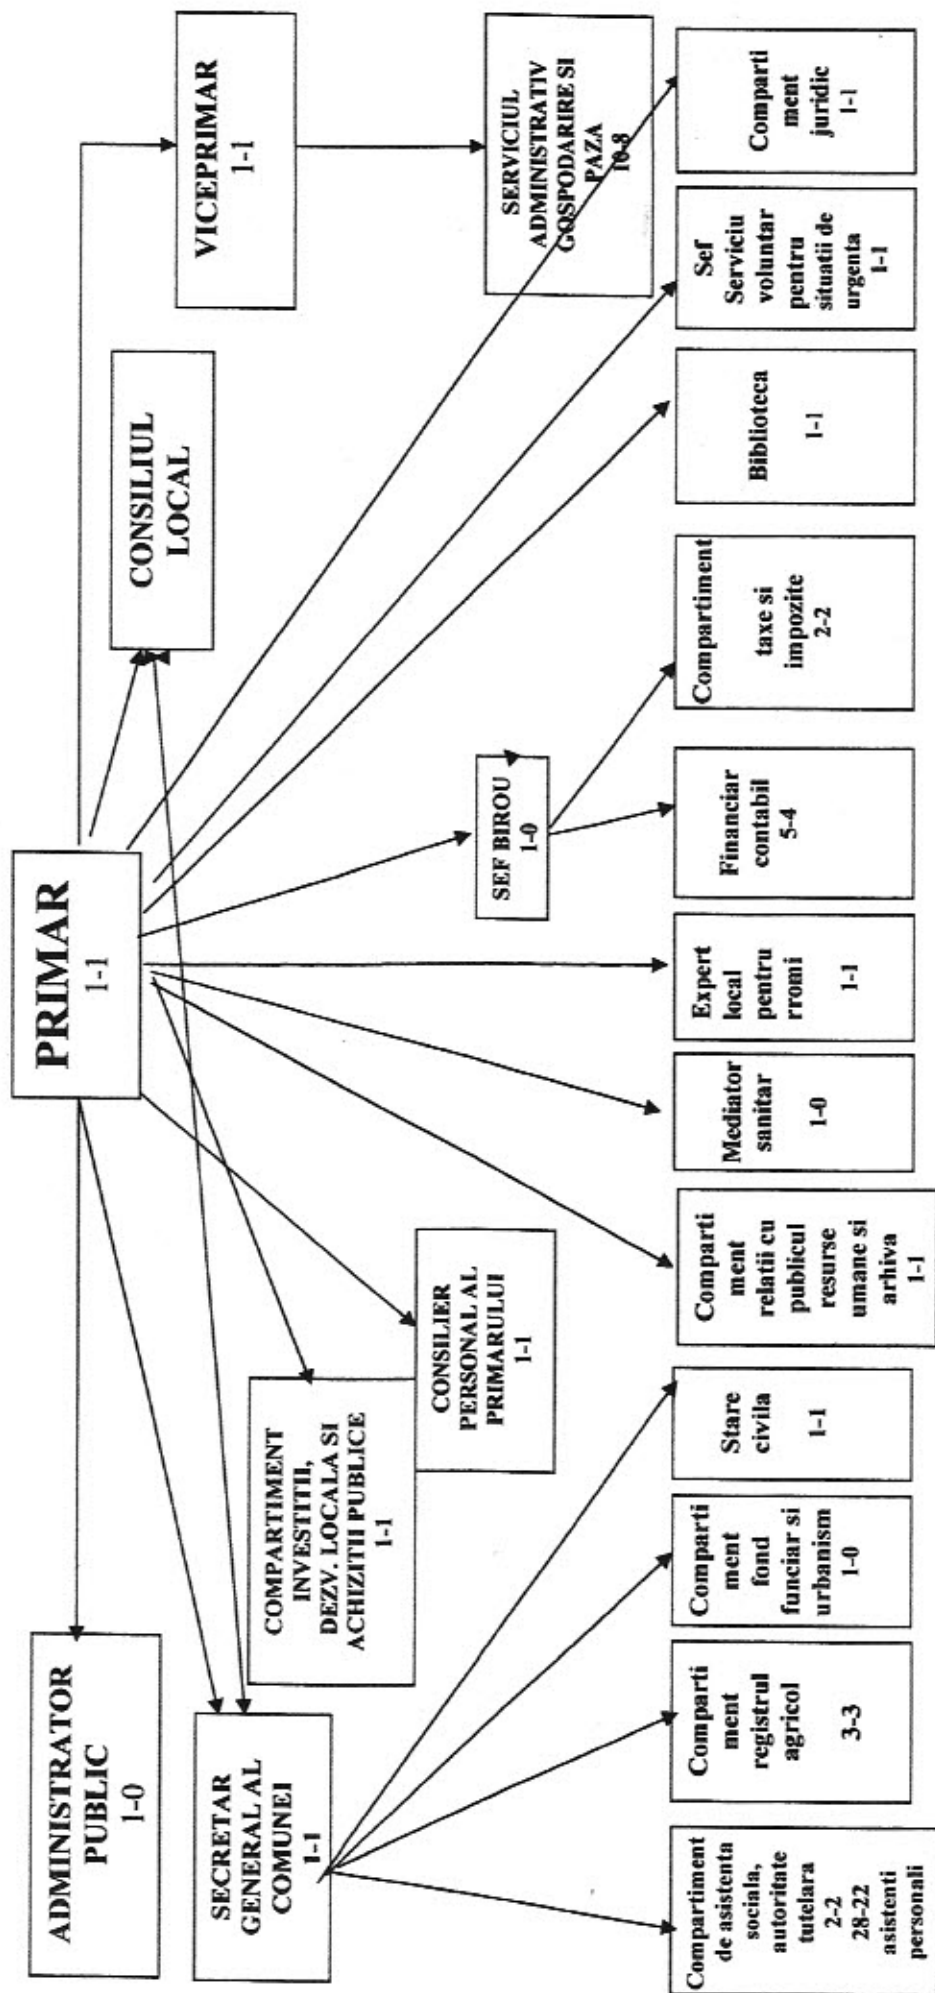 PRIMAR
1-1
CONSILIUL
LOCAL
VICEPRIMAR
1-1
ADMINISTRATOR
PUBLIC
1-0
SECRETAR
GENERAL AL
COMUNEI
1-1
COMPARTIMENT
INVESTITII,
DEZV. LOCALA SI
ACHIZITII PUBLICE
1-1
CONSILIER
PERSONAL AL
PRIMARULUI
1-1
SEF BIROU
1-0
SERVICIUL
ADMINISTRATIV
GOSPODARIRE SI
PAZA
10-8
Compartiment
de asistenta
sociala,
autoritate
tutelara
2-2
28-22
asistenti
personali
Comparti
ment
registrul
agricol
3-3
Comparti
ment
fond
funciar si
urbanism
1-0
Stare
civila
1-1
Comparti
ment
relatii cu
publicul
resurse
umane si
arhiva
1-1
Mediator
sanitar
1-0
Expert
local
pentru
rromi
1-1
Financiar
contabil
5-4
Compartiment
taxe si
impozite
2-2
Biblioteca
1-1
Sef
Serviciu
voluntar
pentru
situatii de
urgenta
1-1
Comparti
ment
juridic
1-1